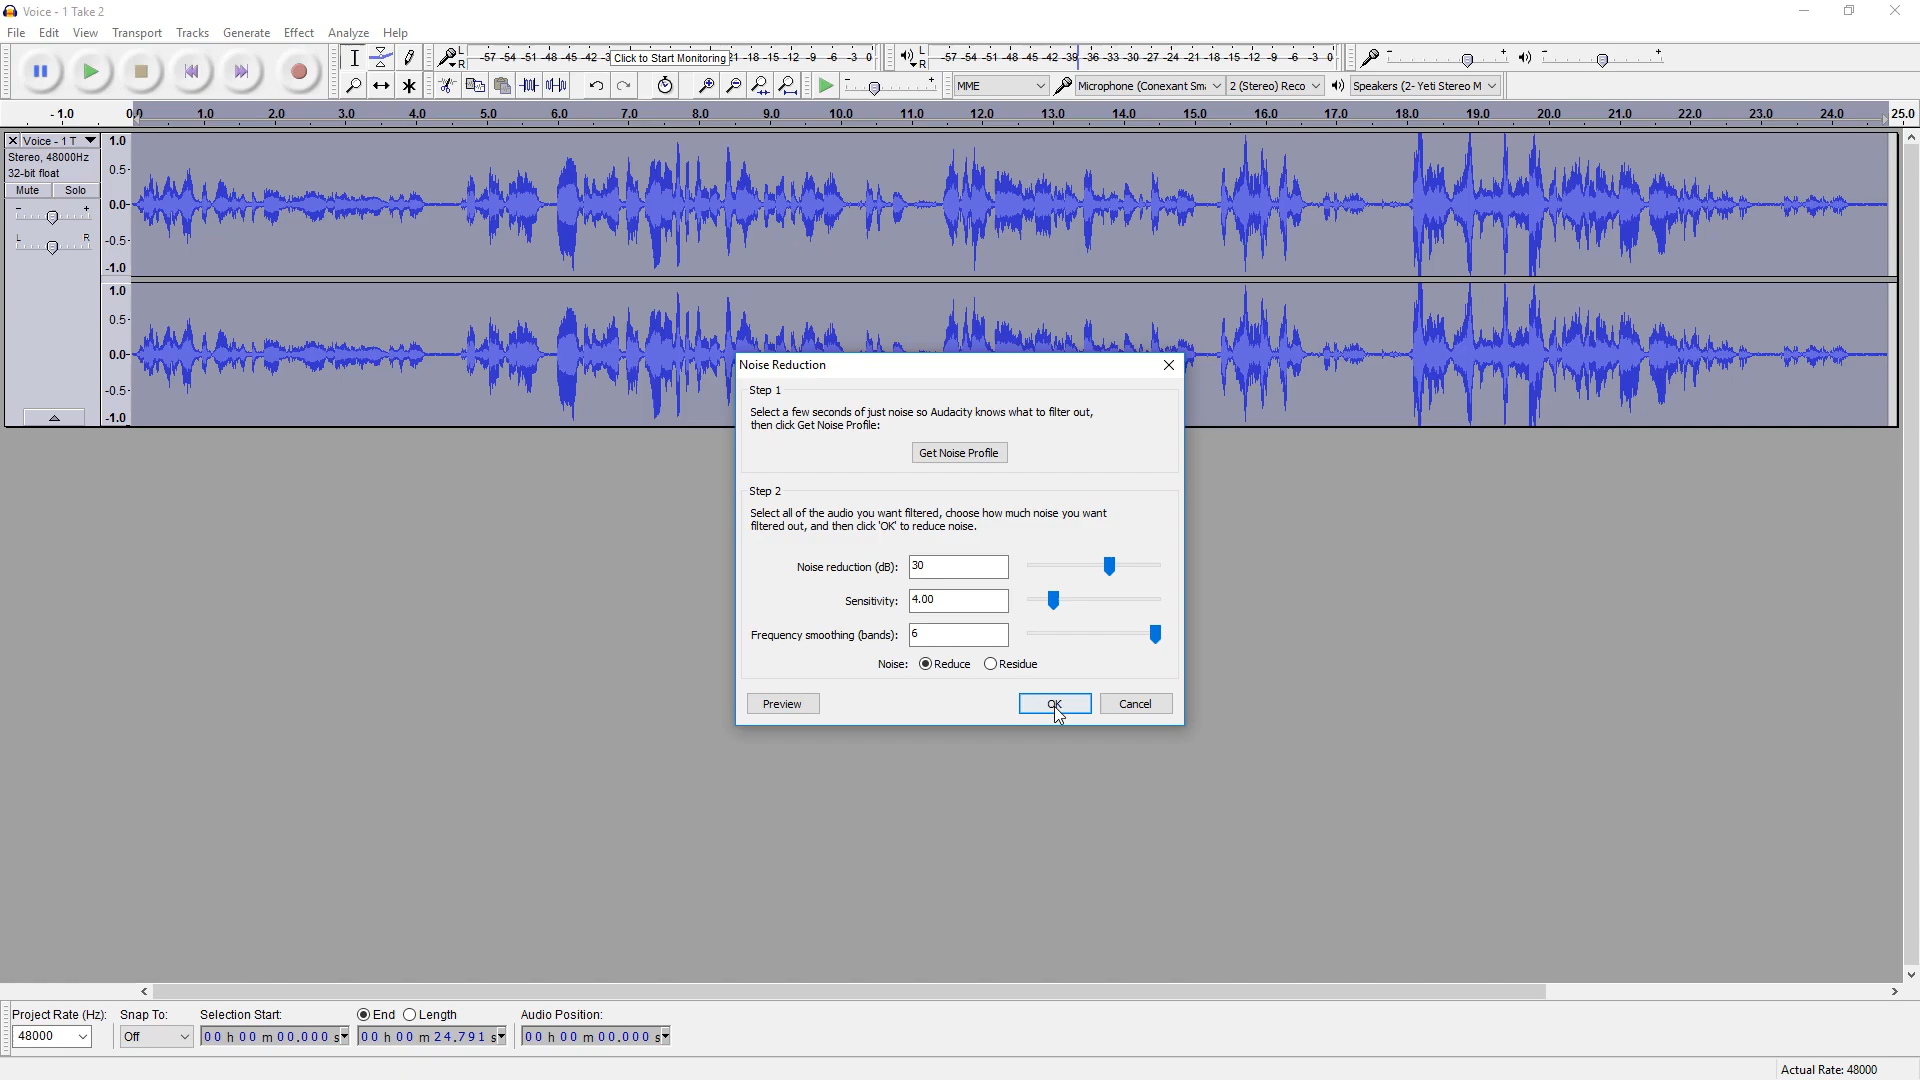 Voice - 1 Take 2
File Edit View Transport Tracks Generate Effect Analyze Help
L R -57 -54 -51 -48 -45 -42 -3 Click to Start Monitoring 21 -18 -15 -12 -9 -6 -3 0 L R -57 -54 -51 -48 -45 -42 -39 -36 -33 -30 -27 -24 -21 -18 -15 -12 -9 -6 -3 0 - + - +
- + MME Microphone (Conexant Sm 2 (Stereo) Reco Speakers (2- Yeti Stereo M
-1.0 0.0 1.0 2.0 3.0 4.0 5.0 6.0 7.0 8.0 9.0 10.0 11.0 12.0 13.0 14.0 15.0 16.0 17.0 18.0 19.0 20.0 21.0 22.0 23.0 24.0 25.0
Voice - 1 T
Stereo, 48000Hz
32-bit float
Mute Solo
- +
L R
1.0
0.5
0.0
-0.5
-1.0
1.0
0.5
0.0
-0.5
-1.0
Noise Reduction
Step 1
Select a few seconds of just noise so Audacity knows what to filter out,
then click Get Noise Profile:
Get Noise Profile
Step 2
Select all of the audio you want filtered, choose how much noise you want
filtered out, and then click 'OK' to reduce noise.
Noise reduction (dB): 30
Sensitivity: 4.00
Frequency smoothing (bands): 6
Noise: Reduce Residue
Preview OK Cancel
Project Rate (Hz): Snap To: Selection Start: End Length Audio Position:
48000 Off 00 h 00 m 00.000 s 00 h 00 m 24.791 s 00 h 00 m 00.000 s
Actual Rate: 48000